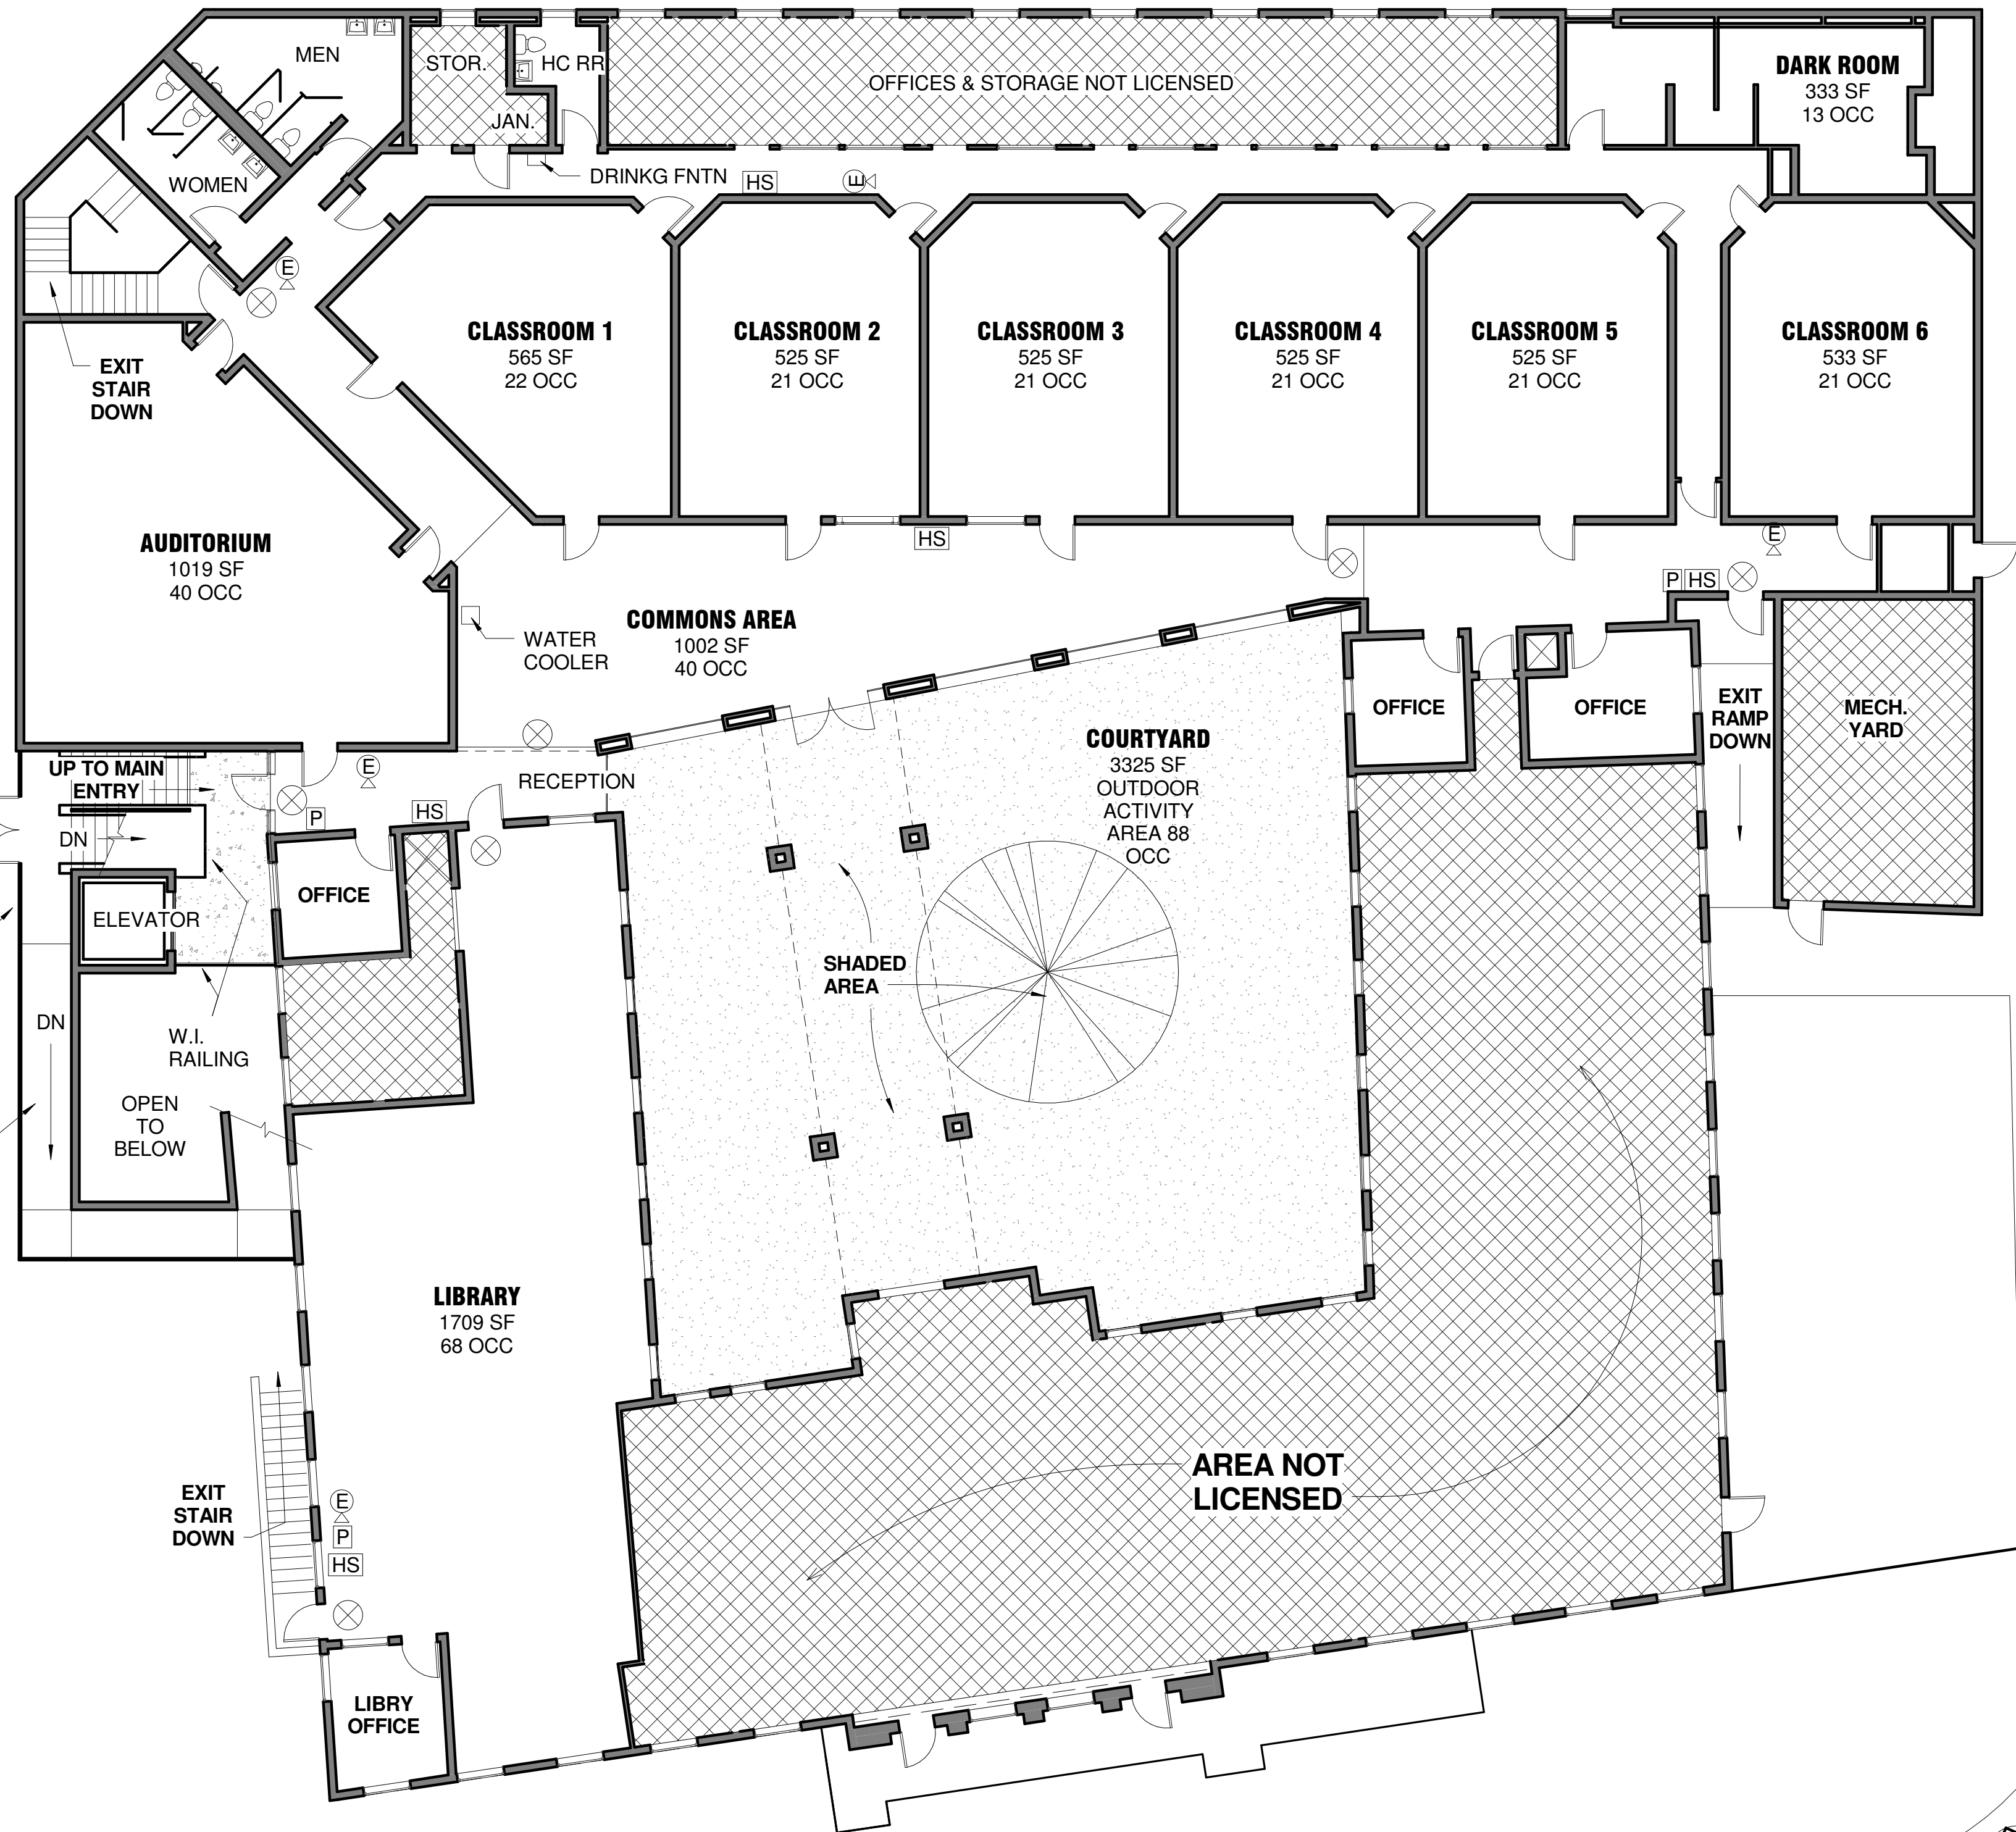 MEN
STOR.
HC RR
JAN.
OFFICES & STORAGE NOT LICENSED
DARK ROOM
333 SF
13 OCC
WOMEN
DRINKG FNTN
HS
E
E
EXIT
STAIR
DOWN
CLASSROOM 1
565 SF
22 OCC
CLASSROOM 2
525 SF
21 OCC
CLASSROOM 3
525 SF
21 OCC
CLASSROOM 4
525 SF
21 OCC
CLASSROOM 5
525 SF
21 OCC
CLASSROOM 6
533 SF
21 OCC
AUDITORIUM
1019 SF
40 OCC
HS
E
P HS
WATER
COOLER
COMMONS AREA
1002 SF
40 OCC
OFFICE
OFFICE
EXIT
RAMP
DOWN
MECH.
YARD
COURTYARD
3325 SF
OUTDOOR
ACTIVITY
AREA 88
OCC
UP TO MAIN
ENTRY
E
RECEPTION
P
HS
DN
OFFICE
ELEVATOR
SHADED
AREA
DN
W.I.
RAILING
OPEN
TO
BELOW
LIBRARY
1709 SF
68 OCC
AREA NOT
LICENSED
EXIT
STAIR
DOWN
E
P
HS
LIBRY
OFFICE